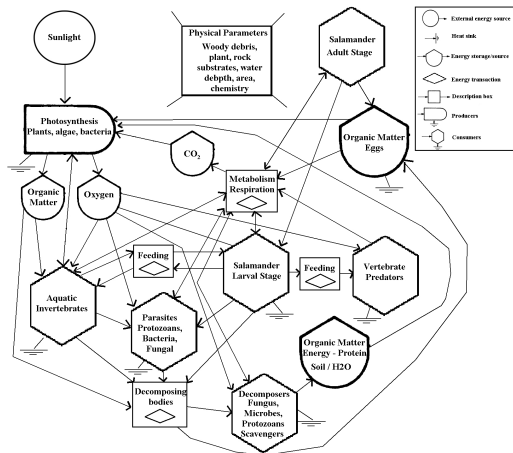 Sunlight
Physical Parameters
Woody debris,
plant, rock
substrates, water
debpth, area,
chemistry
Salamander
Adult Stage
External energy source
Heat sink
Energy storage/source
Energy transaction
Description box
Producers
Consumers
Photosynthesis
Plants, algae, bacteria
CO2
Organic Matter
Eggs
Metabolism
Respiration
Organic
Matter
Oxygen
Feeding
Salamander
Larval Stage
Feeding
Vertebrate
Predators
Aquatic
Invertebrates
Parasites
Protozoans,
Bacteria,
Fungal
Organic Matter
Energy - Protein
Soil / H2O
Decomposing
bodies
Decomposers
Fungus,
Microbes,
Protozoans
Scavengers